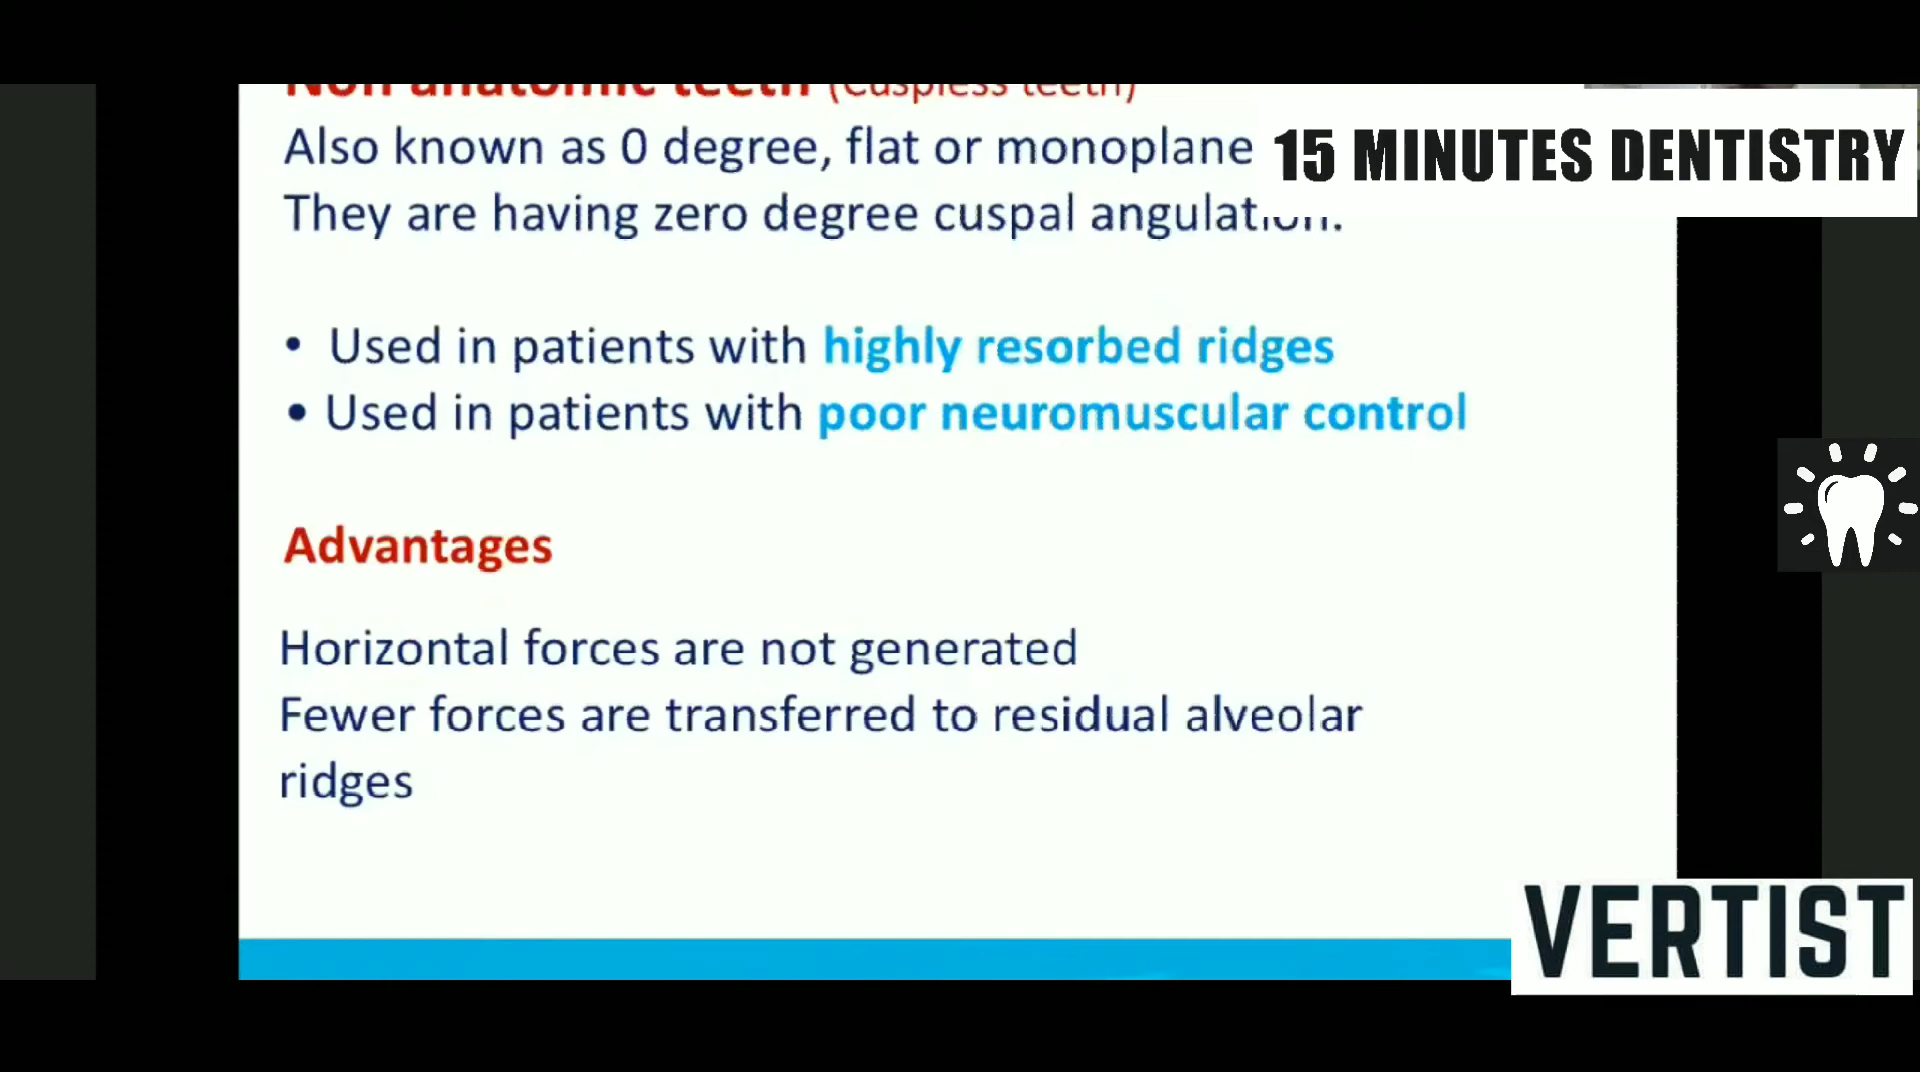 Non anatomic teeth (Cuspless teeth)
Also known as 0 degree, flat or monoplane
15 MINUTES DENTISTRY
They are having zero degree cuspal angulation.
• Used in patients with highly resorbed ridges
• Used in patients with poor neuromuscular control
Advantages
Horizontal forces are not generated
Fewer forces are transferred to residual alveolar
ridges
VERTIST